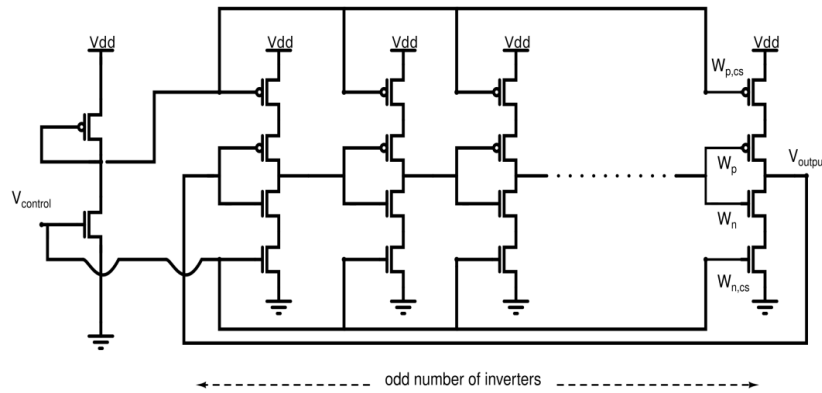 Vdd
Vdd
Vdd
Vdd
Vdd
Wp,cs
Wp
Voutpu
Vcontrol
Wn
Wn,cs
odd number of inverters